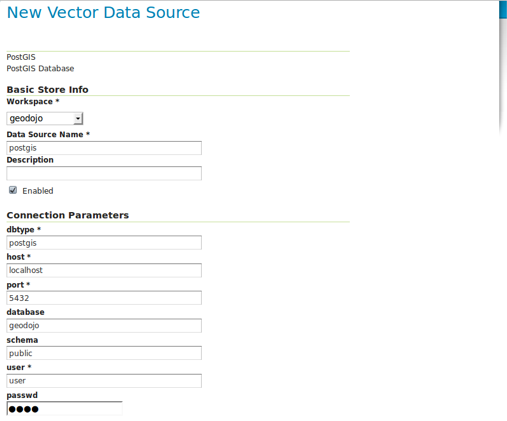 New Vector Data Source
PostGIS
PostGIS Database
Basic Store Info
Workspace *
geodojo
Data Source Name *
postgis
Description
Enabled
Connection Parameters
dbtype *
postgis
host *
localhost
port *
5432
database
geodojo
schema
public
user *
user
passwd
●●●●